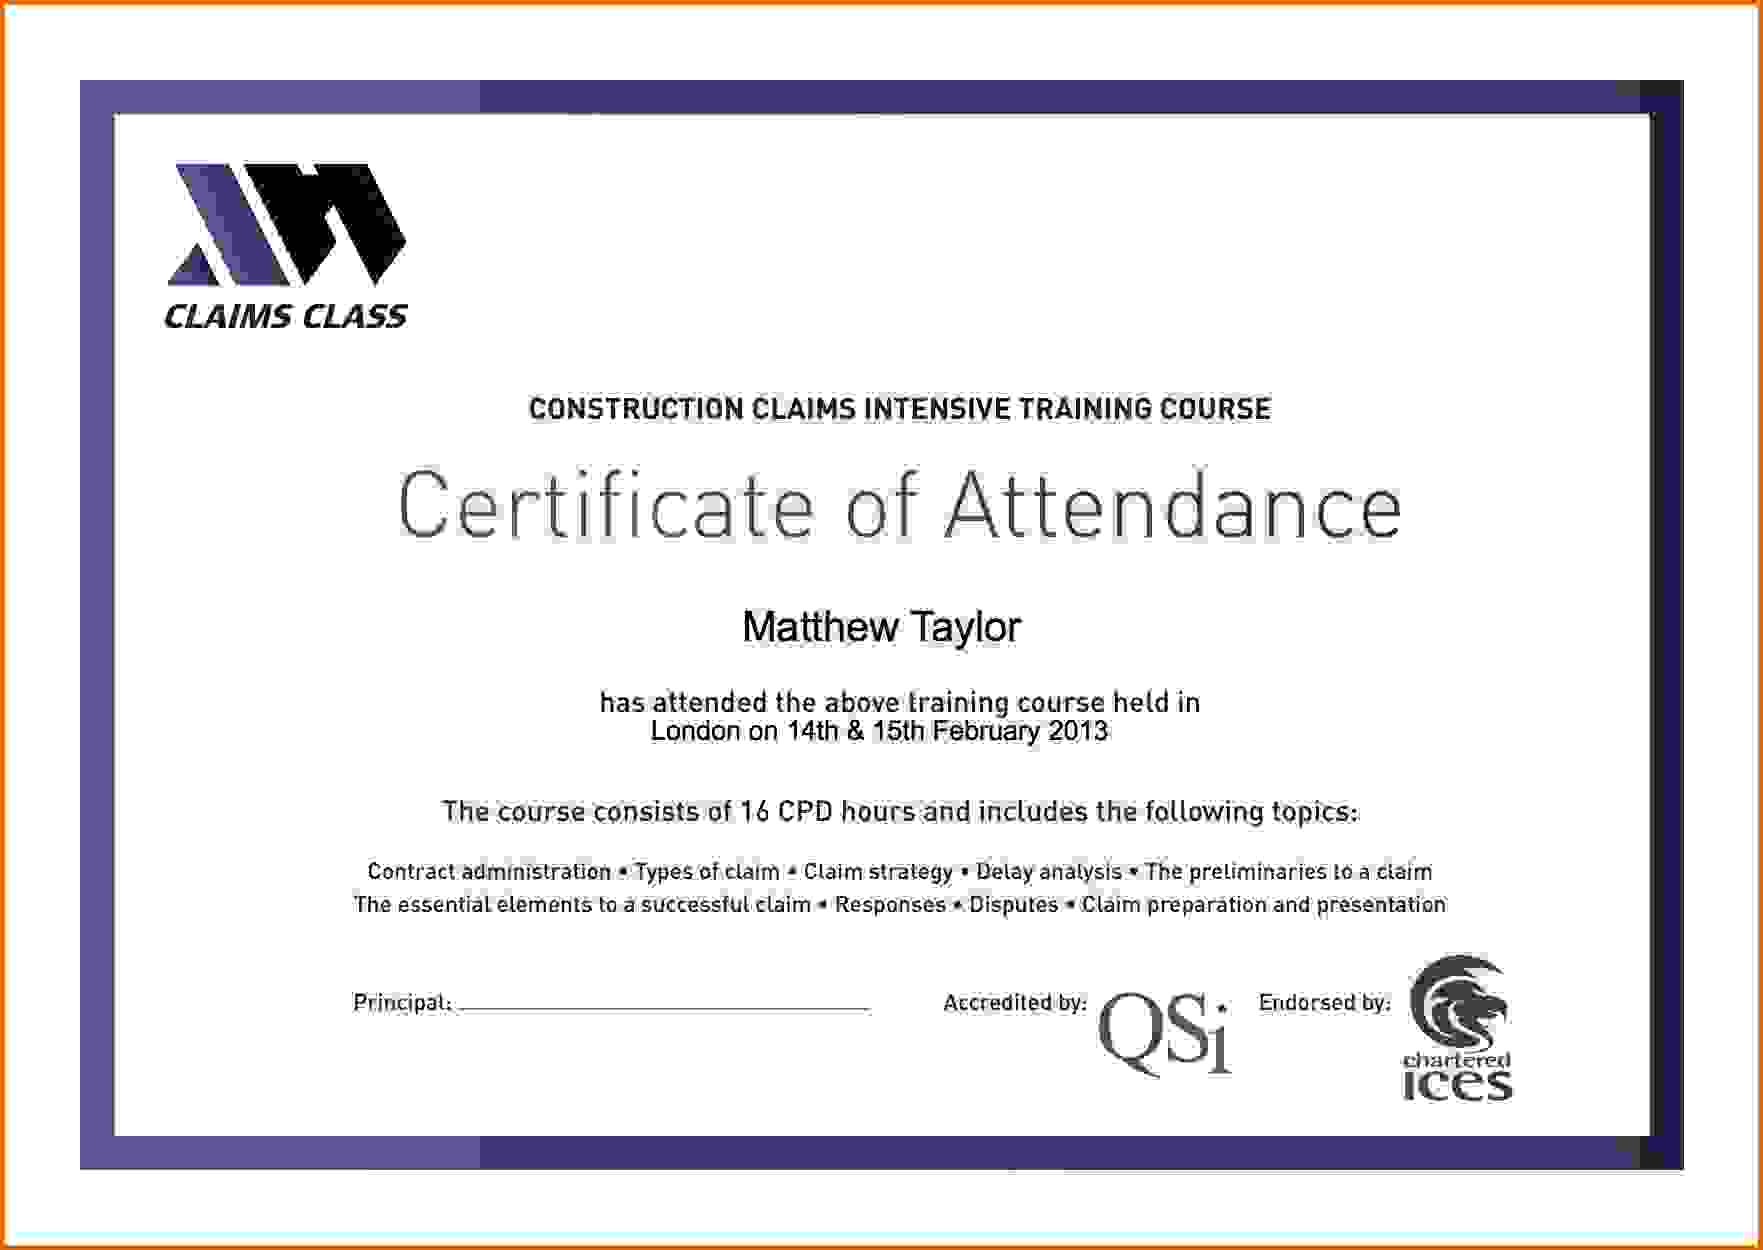 CLAIMS CLASS
CONSTRUCTION CLAIMS INTENSIVE TRAINING COURSE
Certificate of Attendance
Matthew Taylor
has attended the above training course held in
London on 14th & 15th February 2013
The course consists of 16 CPD hours and includes the following topics:
Contract administration • Types of claim • Claim strategy • Delay analysis • The preliminaries to a claim
The essential elements to a successful claim • Responses • Disputes • Claim preparation and presentation
Principal: Accredited by: QSi Endorsed by:
chartered
ices